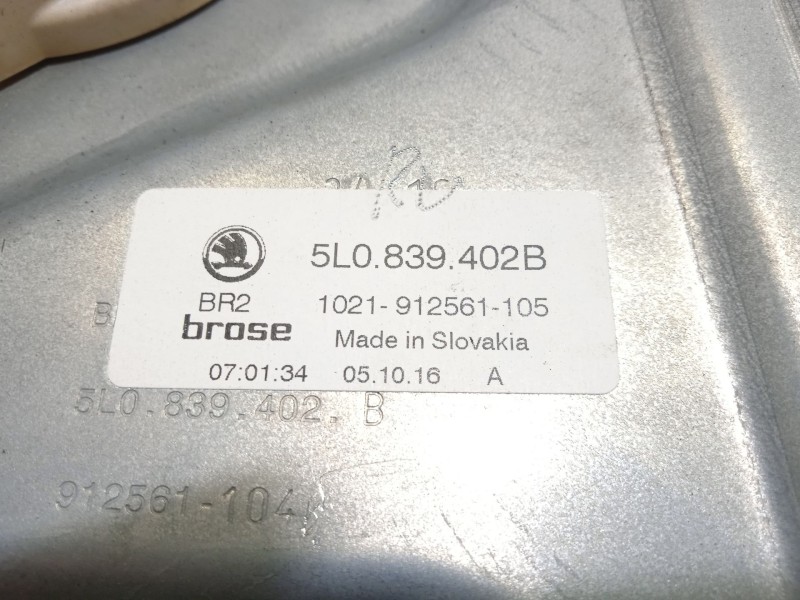 5L0.839.402B
BR2 1021-912561-105
brose Made in Slovakia
07:01:34 05.10.16 A
5L0.839.402.B
912561-104